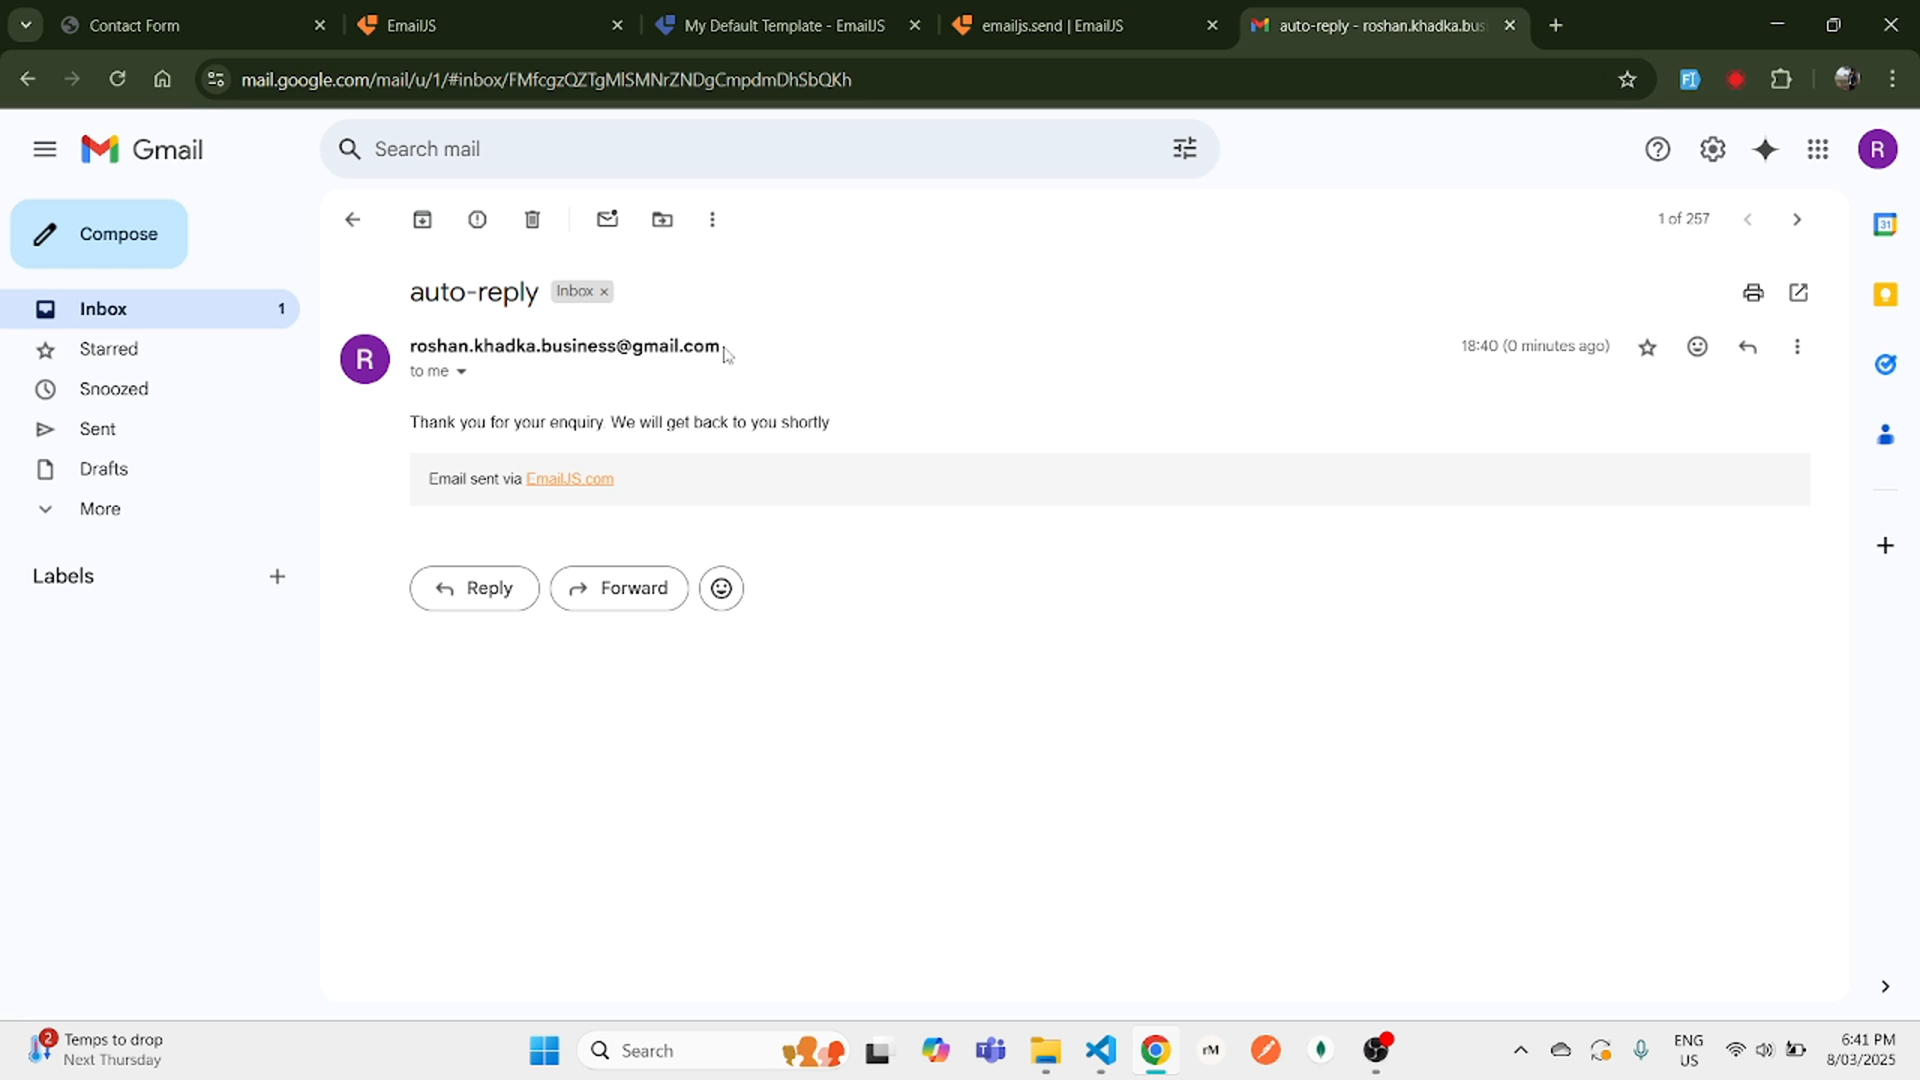 Contact Form
EmailJS
My Default Template - EmailJS
emailjs.send | EmailJS
auto-reply - roshan.khadka.bus
mail.google.com/mail/u/1/#inbox/FMfcgzQZTgMlSMNrZNDgCmpdmDhSbQKh
Gmail
Search mail
R
Compose
1 of 257
31
auto-reply
Inbox
Inbox 1
R
roshan.khadka.business@gmail.com
18:40 (0 minutes ago)
to me
Starred
Snoozed
Thank you for your enquiry. We will get back to you shortly
Sent
Drafts
Email sent via EmailJS.com
More
Labels
Reply
Forward
2
Temps to drop
Next Thursday
Search
rM
ENG
US
6:41 PM
8/03/2025